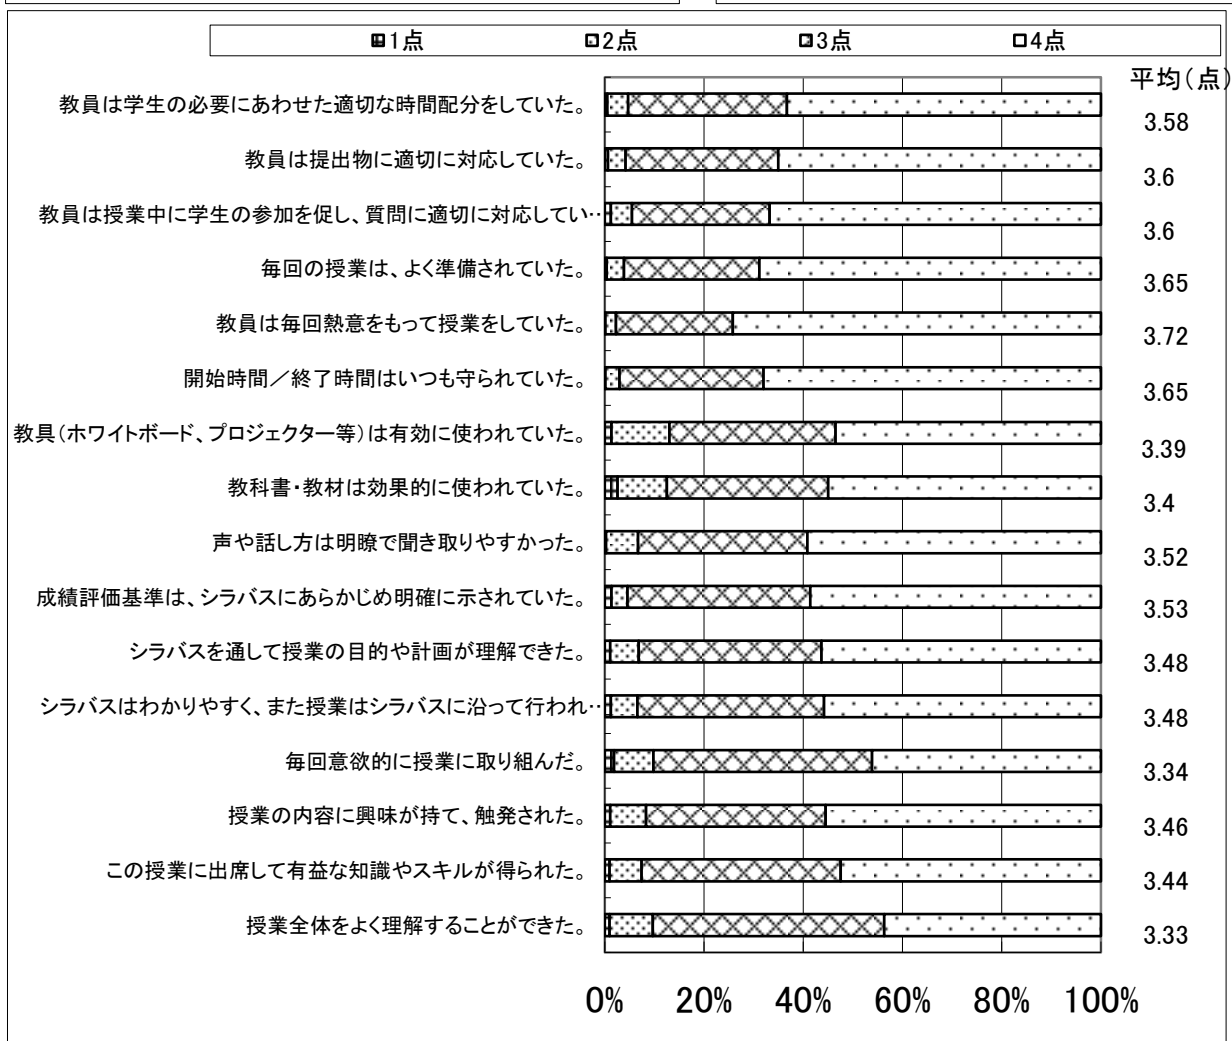 1点 2点 3点 4点
平均(点)
教員は学生の必要にあわせた適切な時間配分をしていた。 3.58
教員は提出物に適切に対応していた。 3.6
教員は授業中に学生の参加を促し、質問に適切に対応してい… 3.6
毎回の授業は、よく準備されていた。 3.65
教員は毎回熱意をもって授業をしていた。 3.72
開始時間／終了時間はいつも守られていた。 3.65
教具(ホワイトボード、プロジェクター等)は有効に使われていた。 3.39
教科書・教材は効果的に使われていた。 3.4
声や話し方は明瞭で聞き取りやすかった。 3.52
成績評価基準は、シラバスにあらかじめ明確に示されていた。 3.53
シラバスを通して授業の目的や計画が理解できた。 3.48
シラバスはわかりやすく、また授業はシラバスに沿って行われ… 3.48
毎回意欲的に授業に取り組んだ。 3.34
授業の内容に興味が持て、触発された。 3.46
この授業に出席して有益な知識やスキルが得られた。 3.44
授業全体をよく理解することができた。 3.33
0% 20% 40% 60% 80% 100%